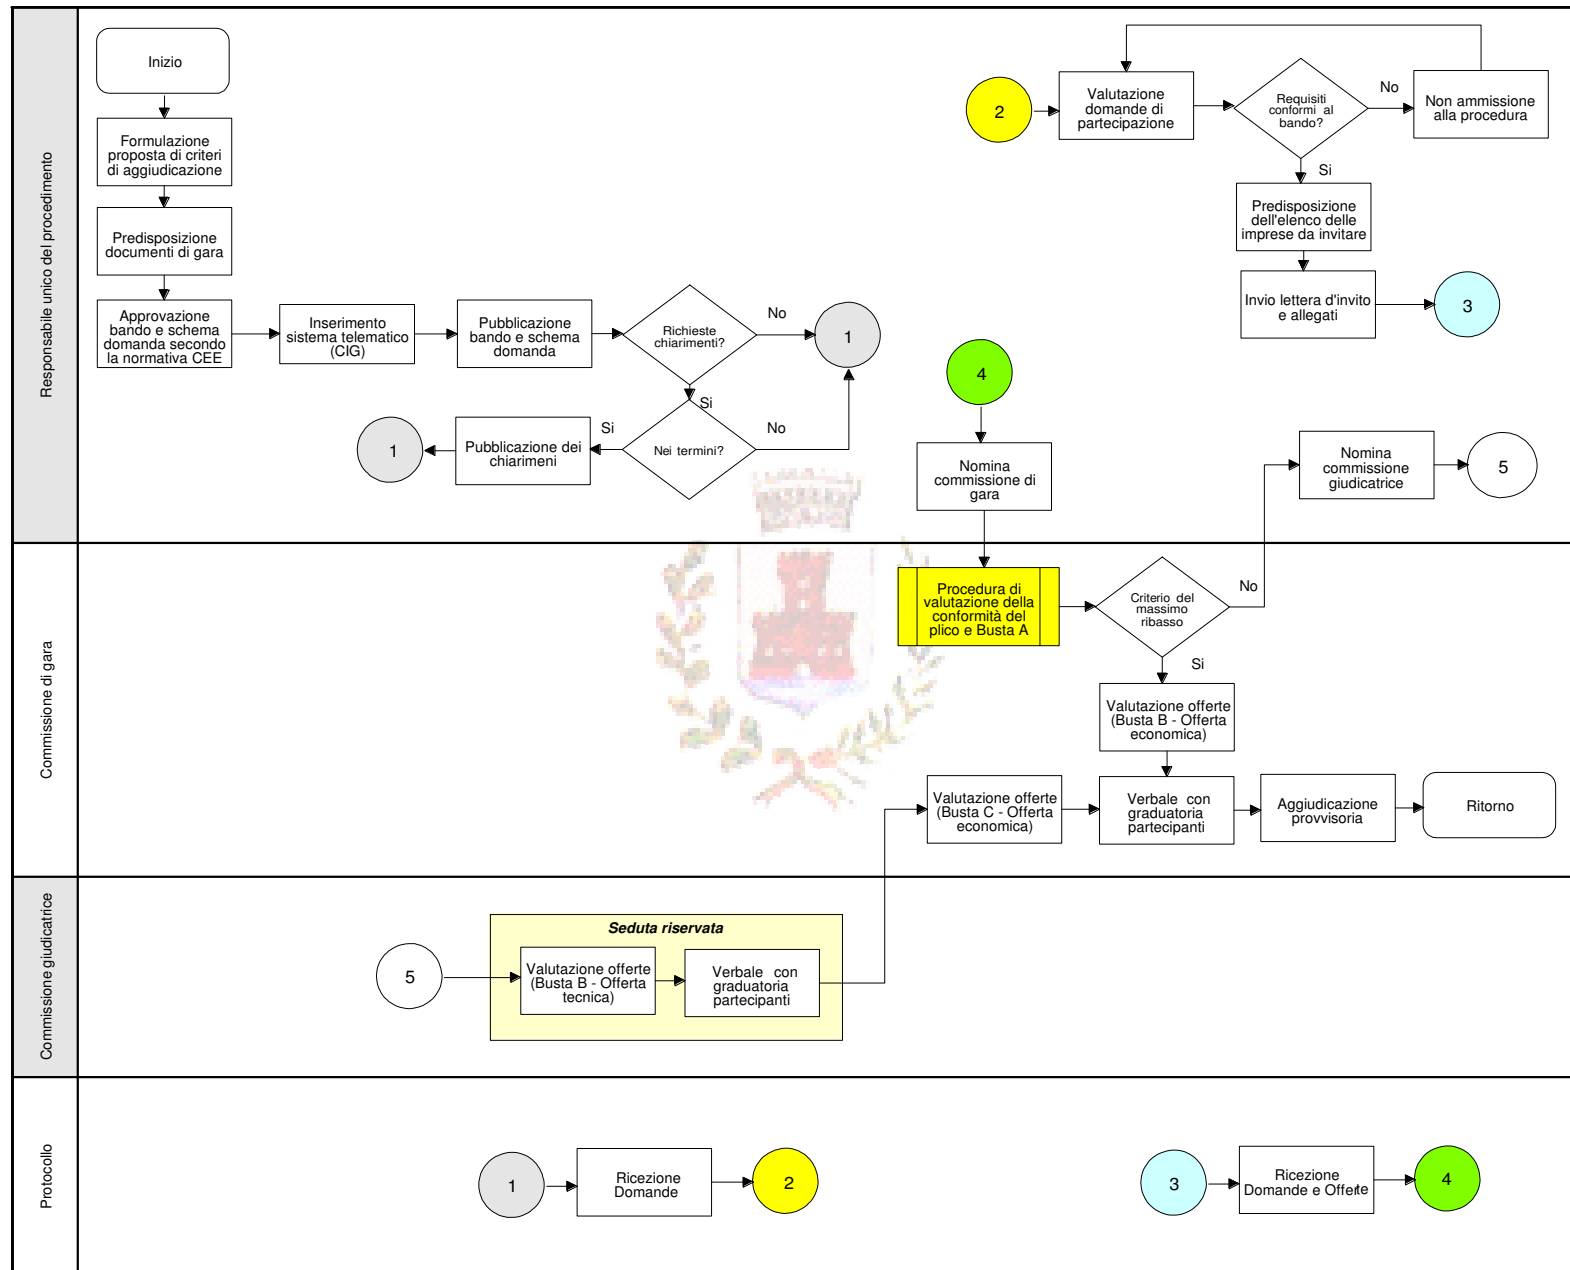 Responsabile unico del procedimento
Inizio
Formulazione
proposta di criteri
di aggiudicazione
Predisposizione
documenti di gara
Approvazione
bando e schema
domanda secondo
la normativa CEE
Inserimento
sistema telematico
(CIG)
Pubblicazione
bando e schema
domanda
Richieste
chiarimenti?
No
1
Si
Nei termini?
No
Si
Pubblicazione dei
chiarimeni
1
2
Valutazione
domande di
partecipazione
Requisiti
conformi al
bando?
No
Non ammissione
alla procedura
Si
Predisposizione
dell'elenco delle
imprese da invitare
Invio lettera d'invito
e allegati
3
4
Nomina
commissione di
gara
Nomina
commissione
giudicatrice
5
Commissione di gara
Procedura di
valutazione della
conformità del
plico e Busta A
Criterio del
massimo
ribasso
No
Si
Valutazione offerte
(Busta B - Offerta
economica)
Valutazione offerte
(Busta C - Offerta
economica)
Verbale con
graduatoria
partecipanti
Aggiudicazione
provvisoria
Ritorno
Commissione giudicatrice
Seduta riservata
5
Valutazione offerte
(Busta B - Offerta
tecnica)
Verbale con
graduatoria
partecipanti
Protocollo
1
Ricezione
Domande
2
3
Ricezione
Domande e Offerte
4